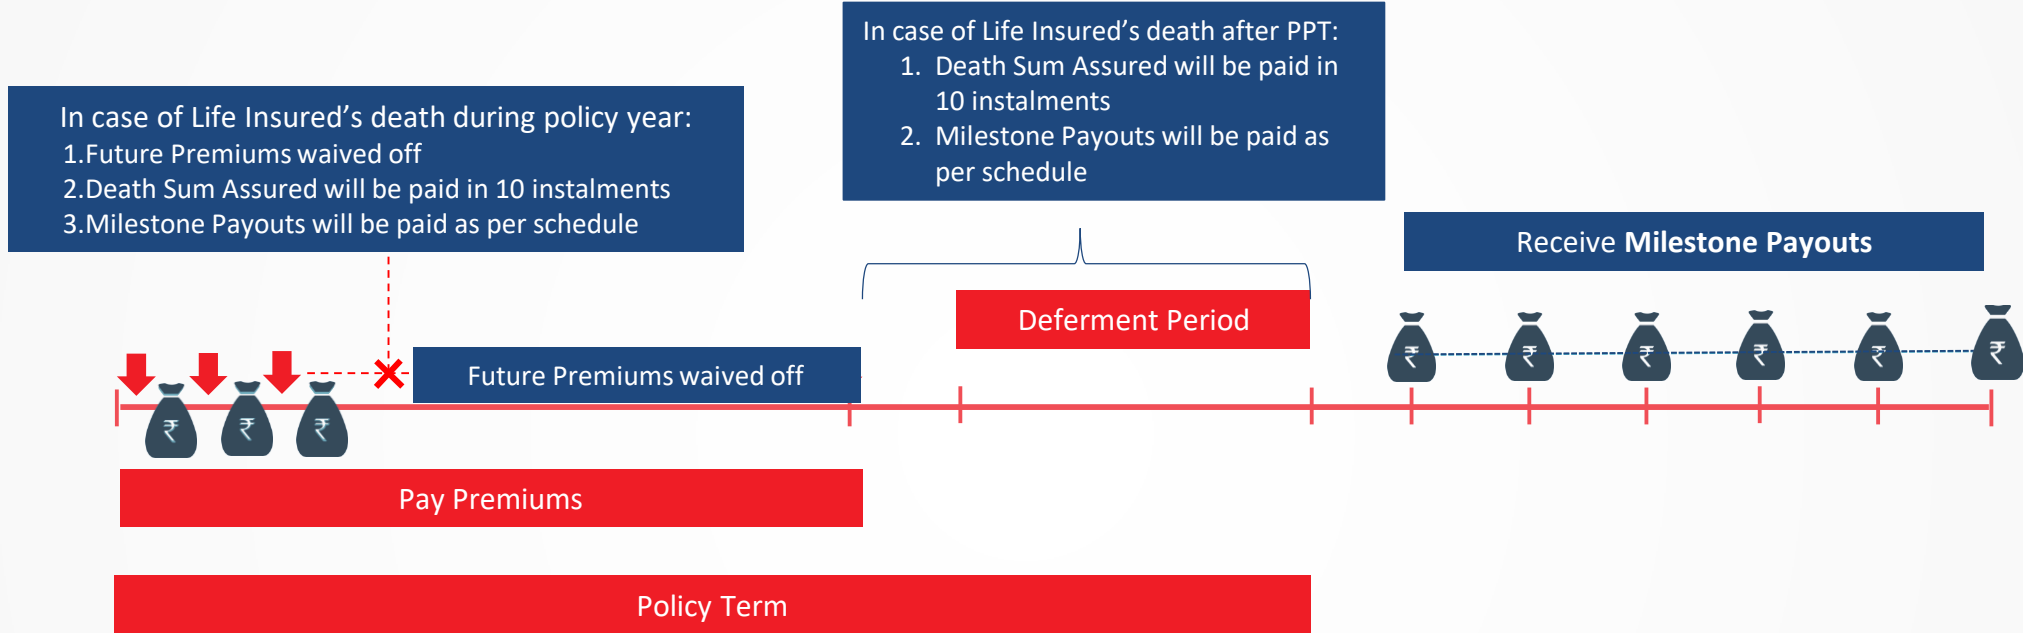 In case of Life Insured’s death after PPT:
1. Death Sum Assured will be paid in
10 instalments
2. Milestone Payouts will be paid as
per schedule
In case of Life Insured’s death during policy year:
1.Future Premiums waived off
2.Death Sum Assured will be paid in 10 instalments
3.Milestone Payouts will be paid as per schedule
Receive Milestone Payouts
Deferment Period
₹ ₹ ₹ ₹ ₹ ₹
Future Premiums waived off
₹ ₹ ₹
Pay Premiums
Policy Term